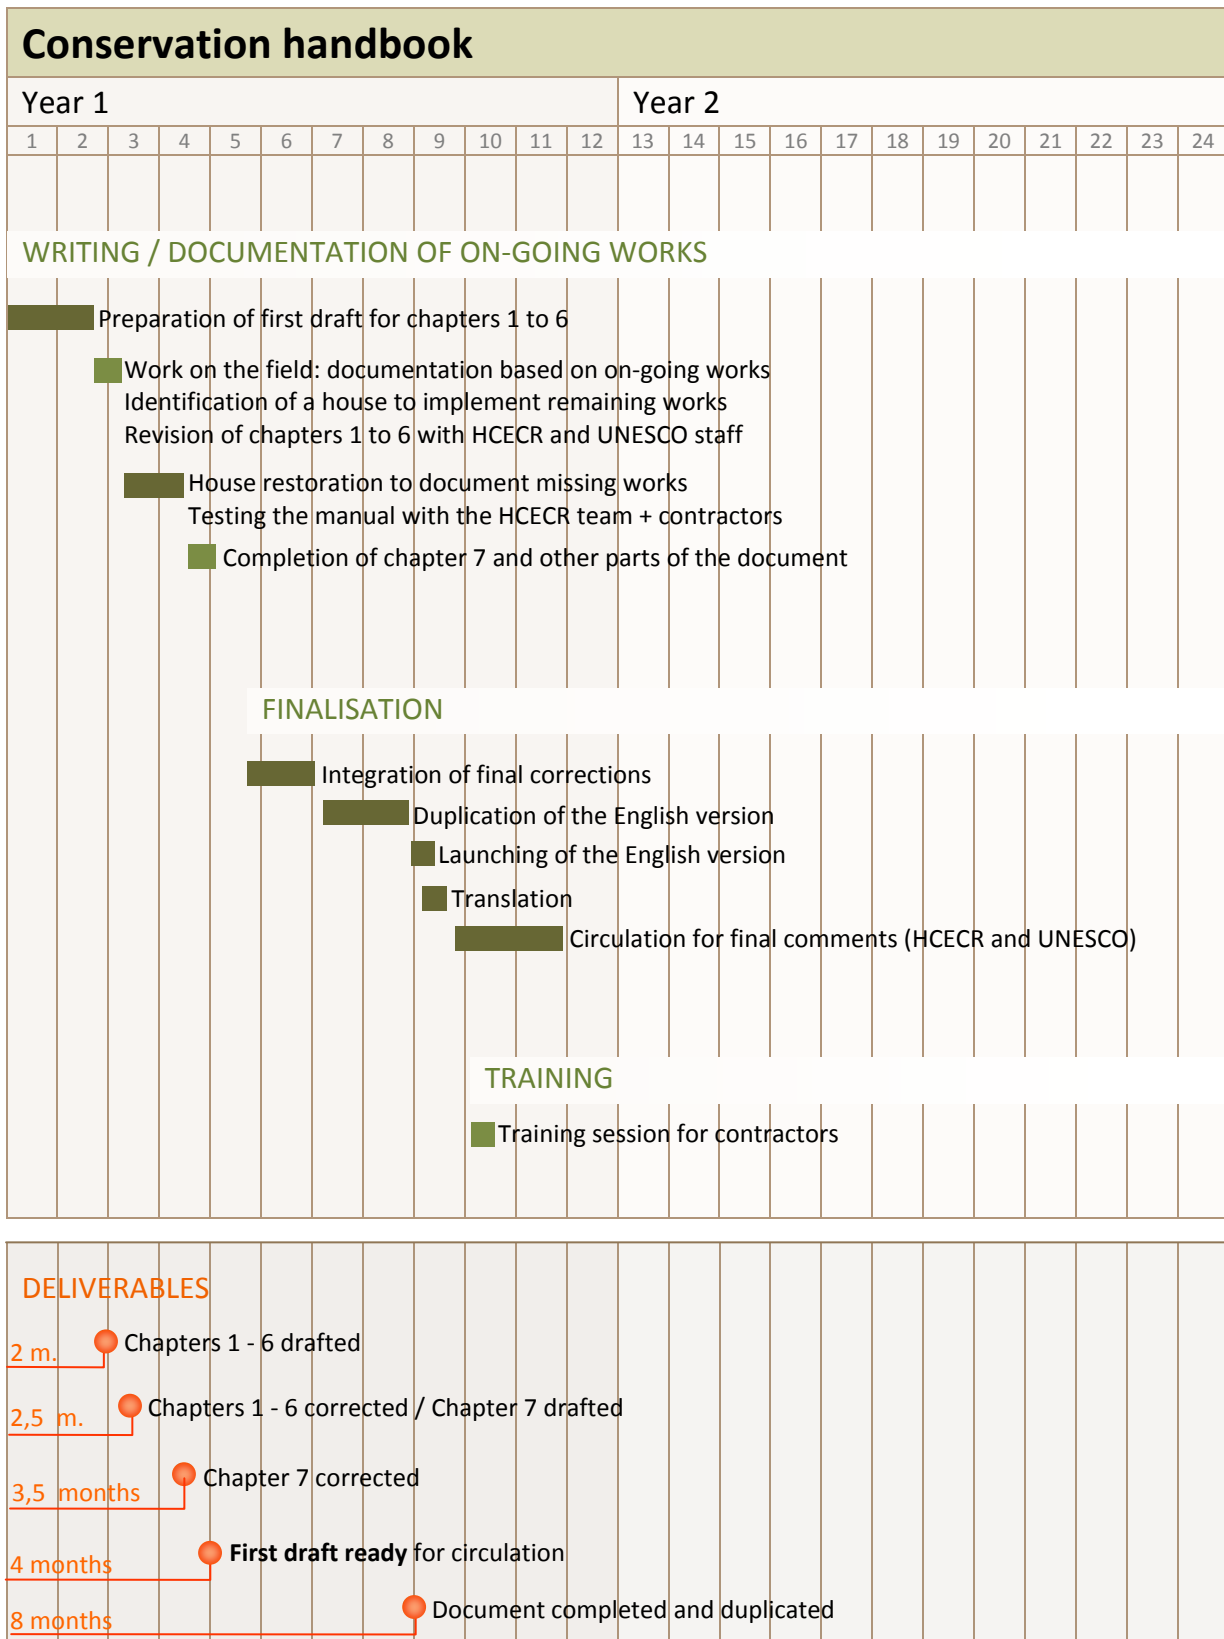 Conservation handbook
Year 1 Year 2
1 2 3 4 5 6 7 8 9 10 11 12 13 14 15 16 17 18 19 20 21 22 23 24
WRITING / DOCUMENTATION OF ON-GOING WORKS
Preparation of first draft for chapters 1 to 6
Work on the field: documentation based on on-going works
Identification of a house to implement remaining works
Revision of chapters 1 to 6 with HCECR and UNESCO staff
House restoration to document missing works
Testing the manual with the HCECR team + contractors
Completion of chapter 7 and other parts of the document
FINALISATION
Integration of final corrections
Duplication of the English version
Launching of the English version
Translation
Circulation for final comments (HCECR and UNESCO)
TRAINING
Training session for contractors
DELIVERABLES
2 m. Chapters 1 - 6 drafted
2,5 m. Chapters 1 - 6 corrected / Chapter 7 drafted
3,5 months Chapter 7 corrected
4 months First draft ready for circulation
8 months Document completed and duplicated